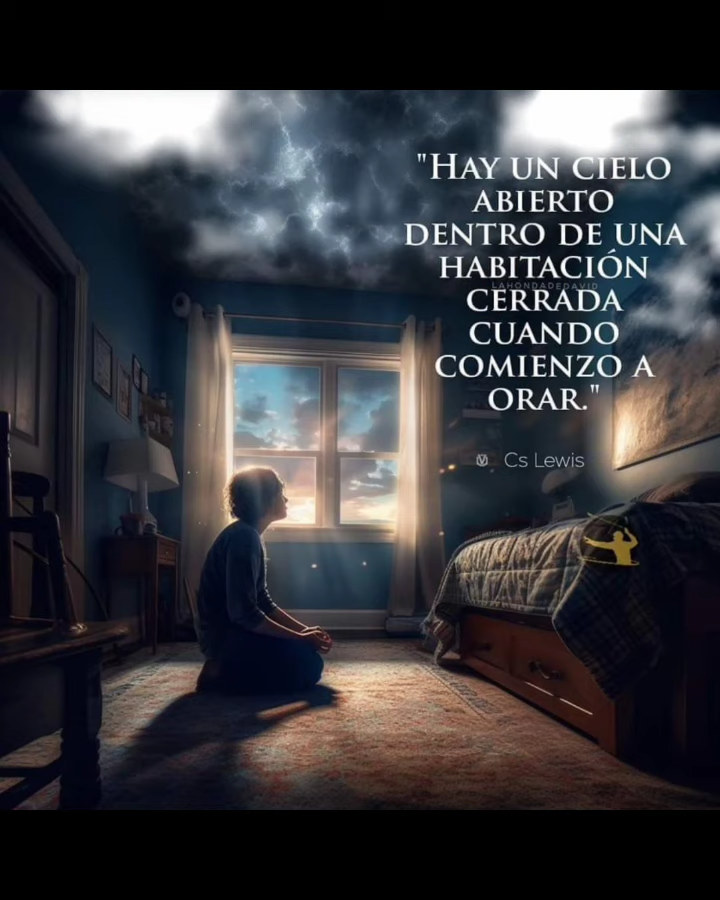 "HAY UN CIELO
ABIERTO
DENTRO DE UNA
HABITACIÓN
LAHONDADEDAVID
CERRADA
CUANDO
COMIENZO A
ORAR."
Cs Lewis